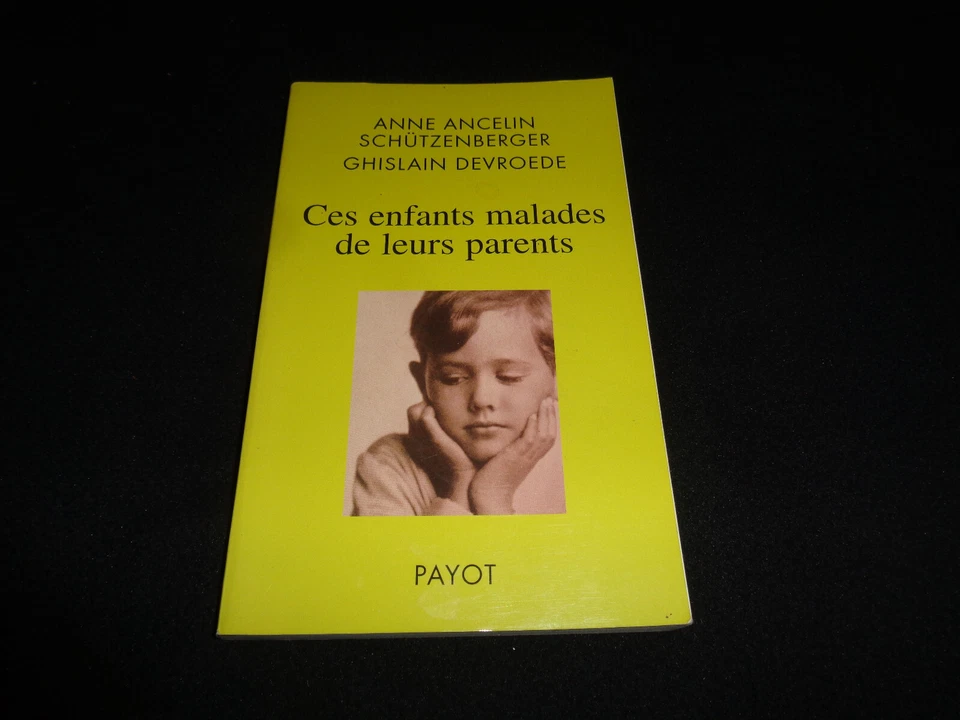 ANNE ANCELIN
SCHÜTZENBERGER
GHISLAIN DEVROEDE
Ces enfants malades
de leurs parents
PAYOT